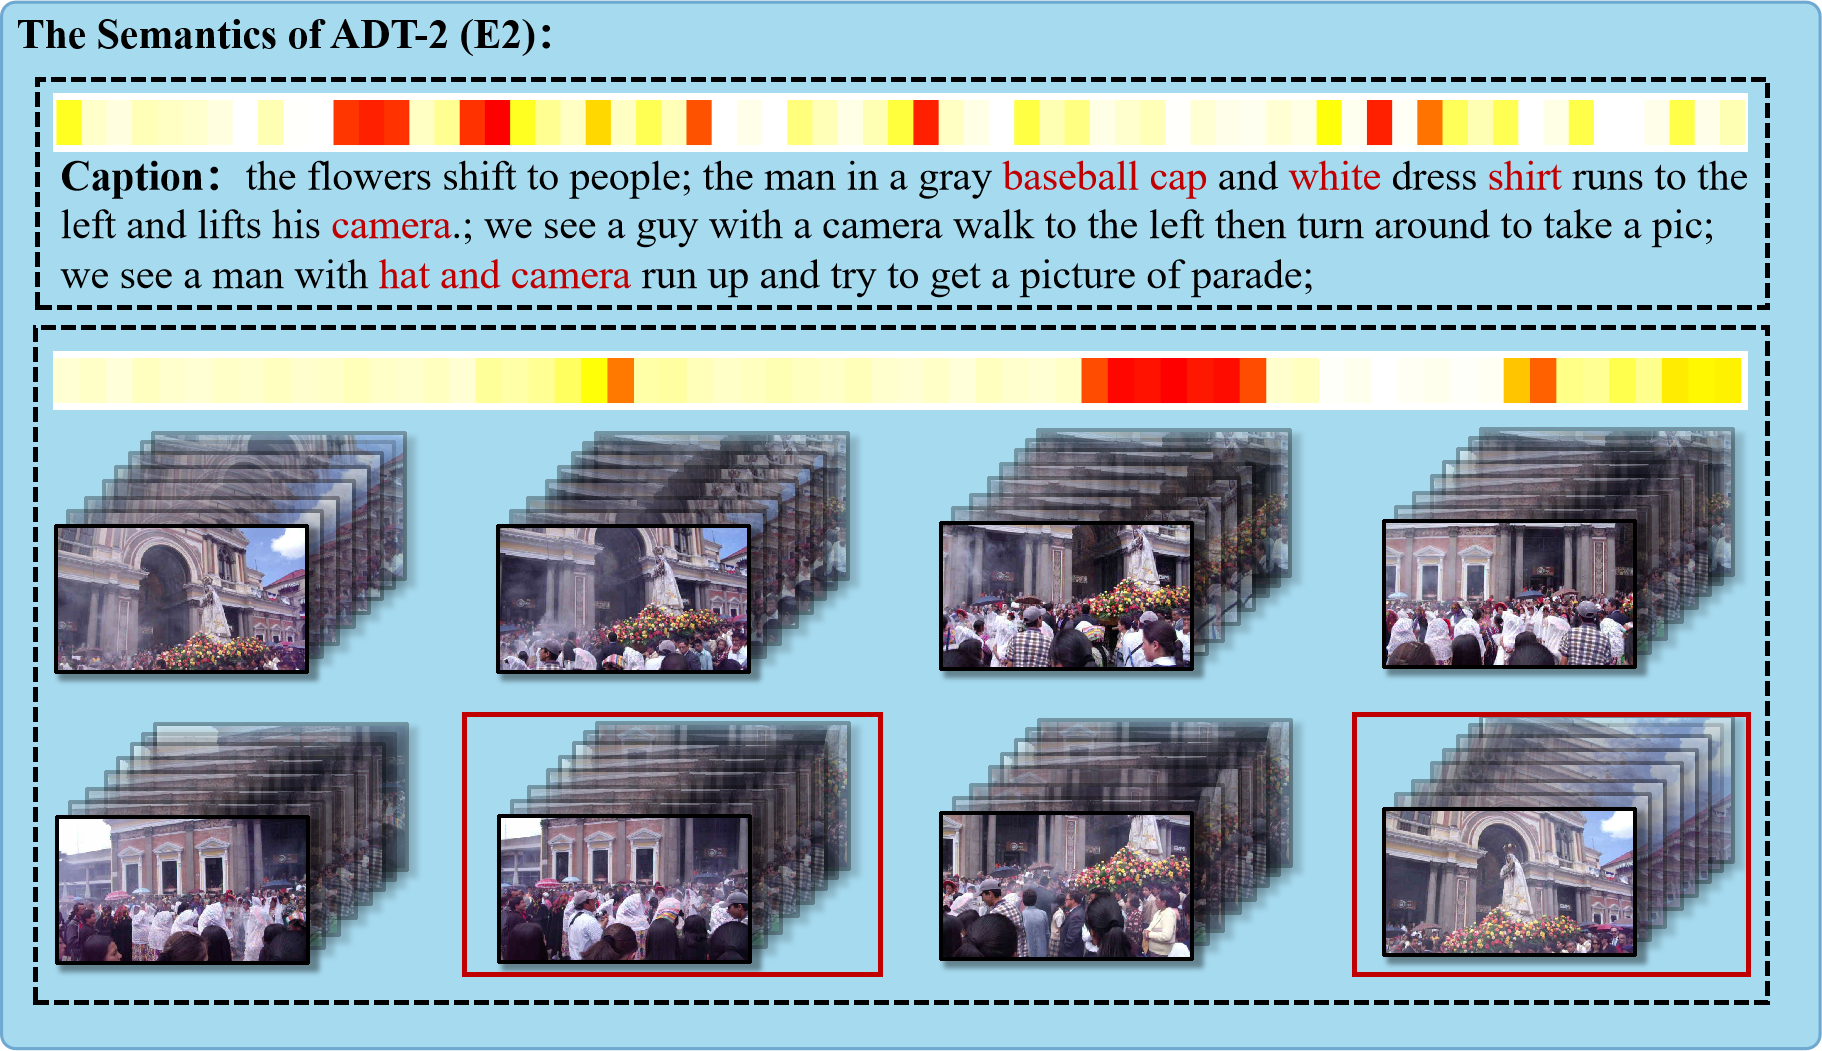 The Semantics of ADT-2 (E2):
Caption: the flowers shift to people; the man in a gray baseball cap and white dress shirt runs to the
left and lifts his camera.; we see a guy with a camera walk to the left then turn around to take a pic;
we see a man with hat and camera run up and try to get a picture of parade;